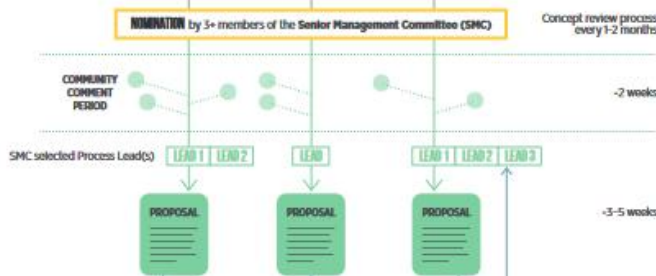 NOMINATION by 3+ members of the Senior Management Committee (SMC)
Concept review process
every 1-2 months
COMMUNITY
COMMENT
PERIOD
~2 weeks
SMC selected Process Lead(s)
LEAD 1 LEAD 2
LEAD
LEAD 1 LEAD 2 LEAD 3
PROPOSAL
PROPOSAL
PROPOSAL
~3-5 weeks